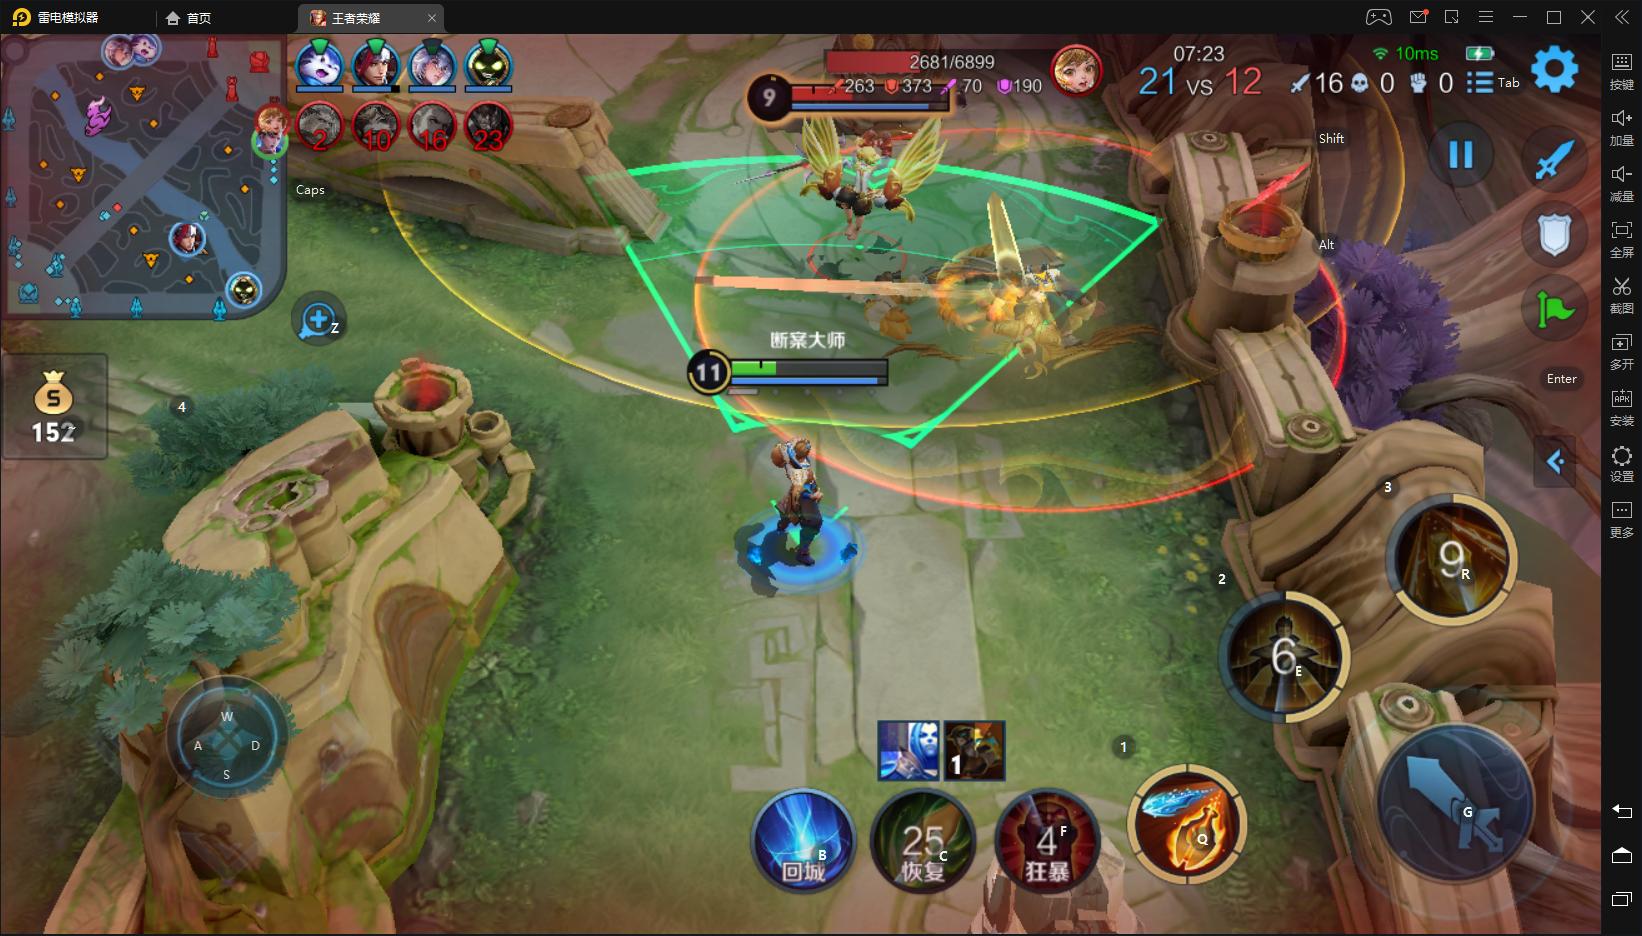 雷电模拟器
首页
王者荣耀
2681/6899
07:23
10ms
21 vs 12
16 0 0
Tab
9
263 373 70 190
2 10 16 23
Shift
Caps
Alt
Z
断案大师
11
Enter
S
152
4
3
2
9
R
6
E
W
A D
S
1
1
G
B
回城
25
C
恢复
4
F
狂暴
Q
按键
加量
减量
全屏
截图
多开
APK
安装
设置
更多